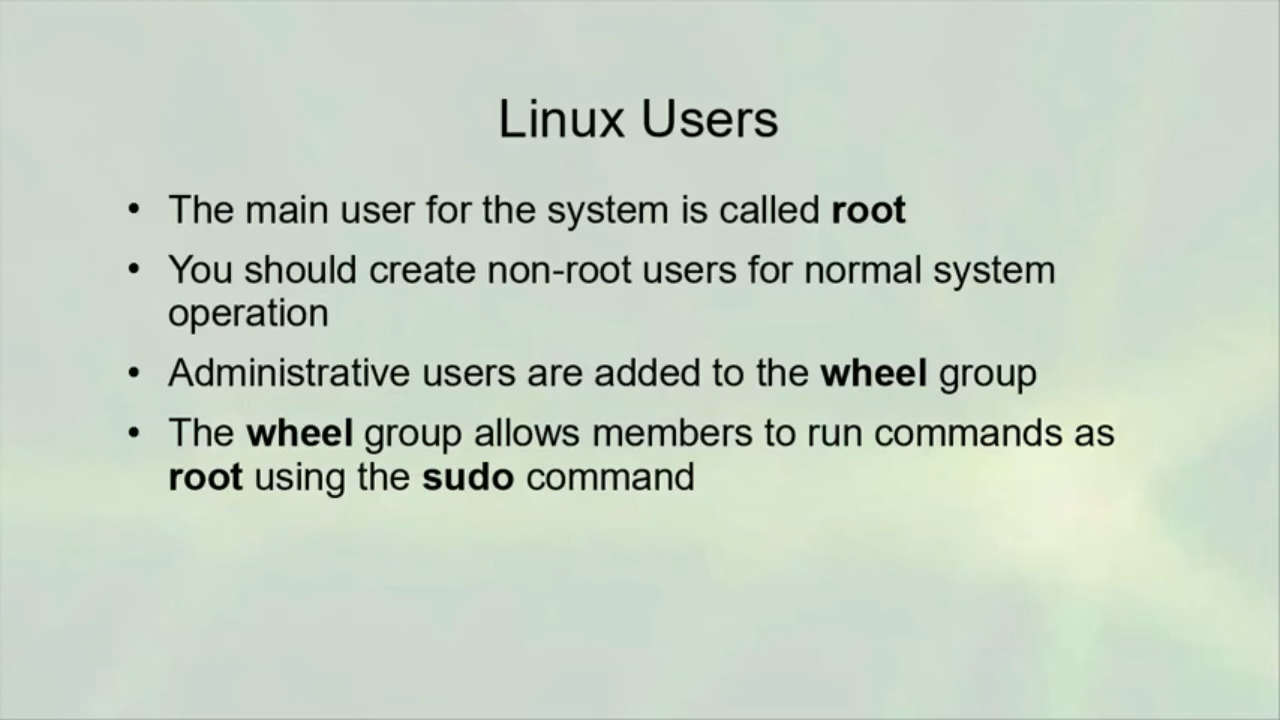 Linux Users
• The main user for the system is called root
• You should create non-root users for normal system
operation
• Administrative users are added to the wheel group
• The wheel group allows members to run commands as
root using the sudo command